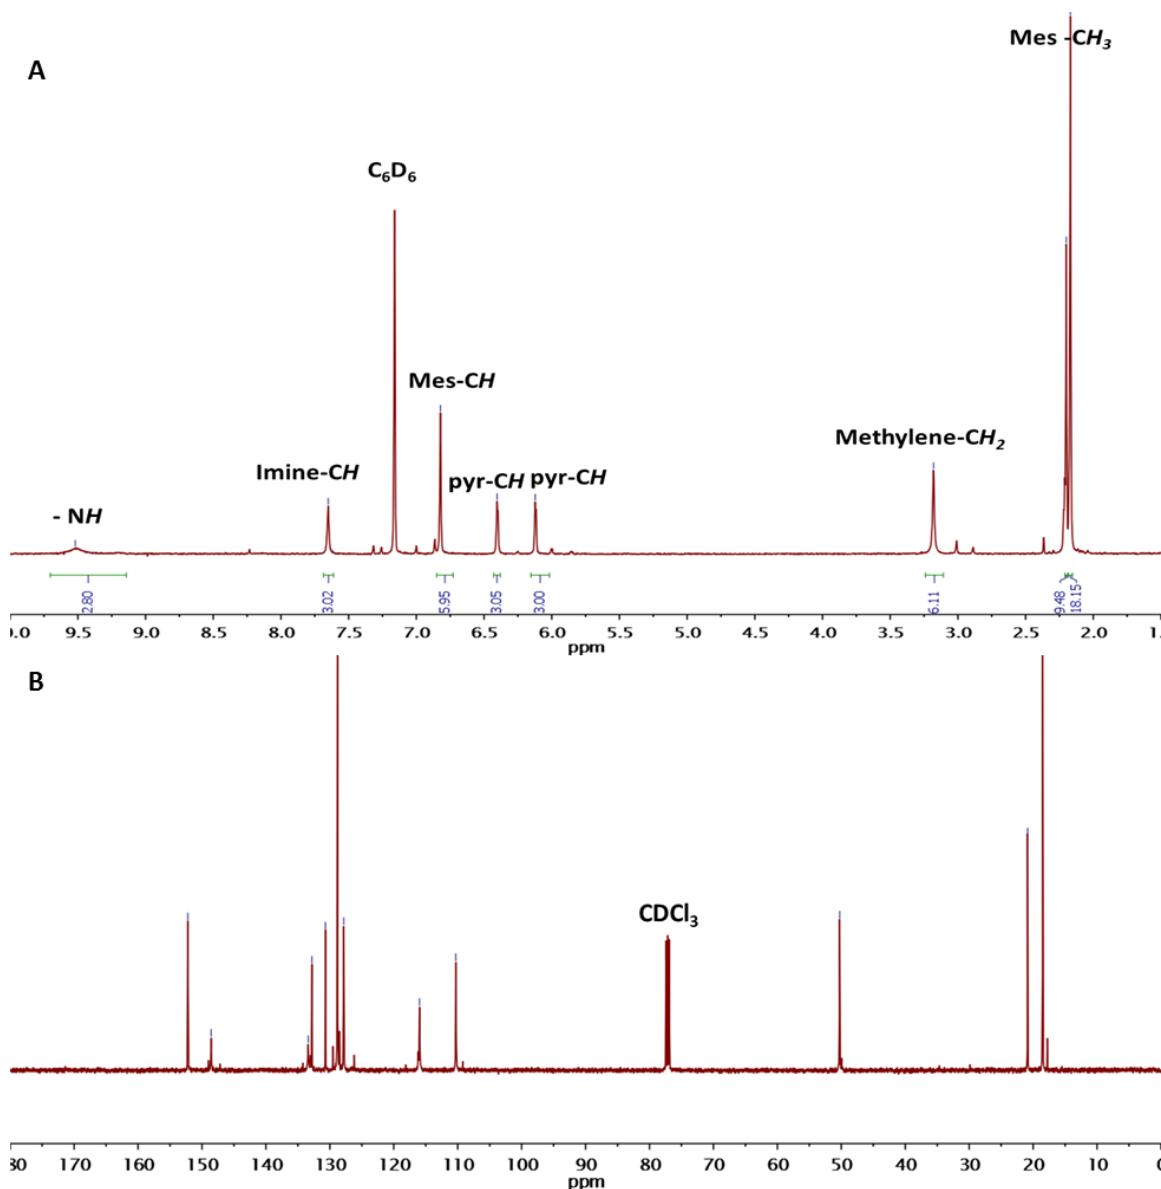 A
Mes -CH₃
C₆D₆
Mes-CH
Methylene-CH₂
Imine-CH
pyr-CH pyr-CH
- NH
2.80 3.02 5.95 3.05 3.00 6.11 9.48 18.15
9.5 9.0 8.5 8.0 7.5 7.0 6.5 6.0 5.5 5.0 4.5 4.0 3.5 3.0 2.5 2.0
ppm
B
CDCl₃
170 160 150 140 130 120 110 100 90 80 70 60 50 40 30 20 10
ppm